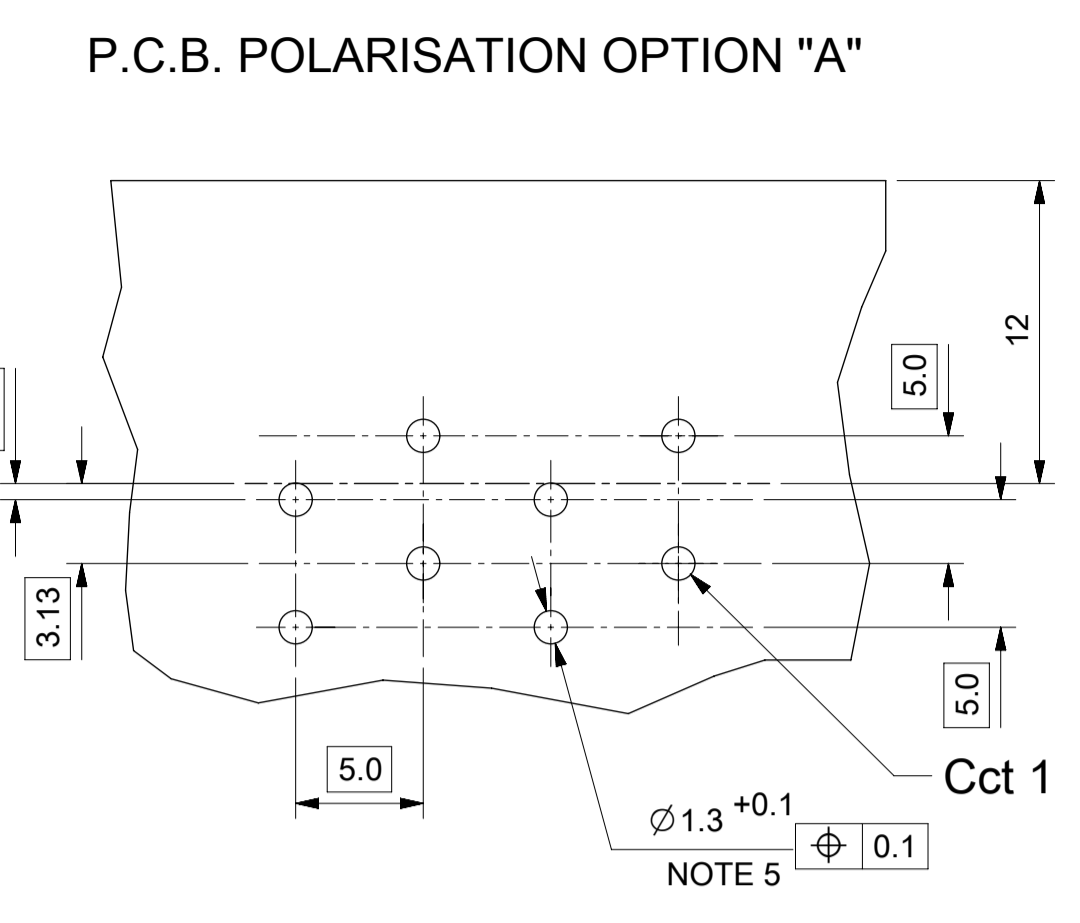 P.C.B. POLARISATION OPTION "A"
12
5.0
3.13
5.0
5.0
Cct 1
Ø1.3 +0.1
⌖ 0.1
NOTE 5